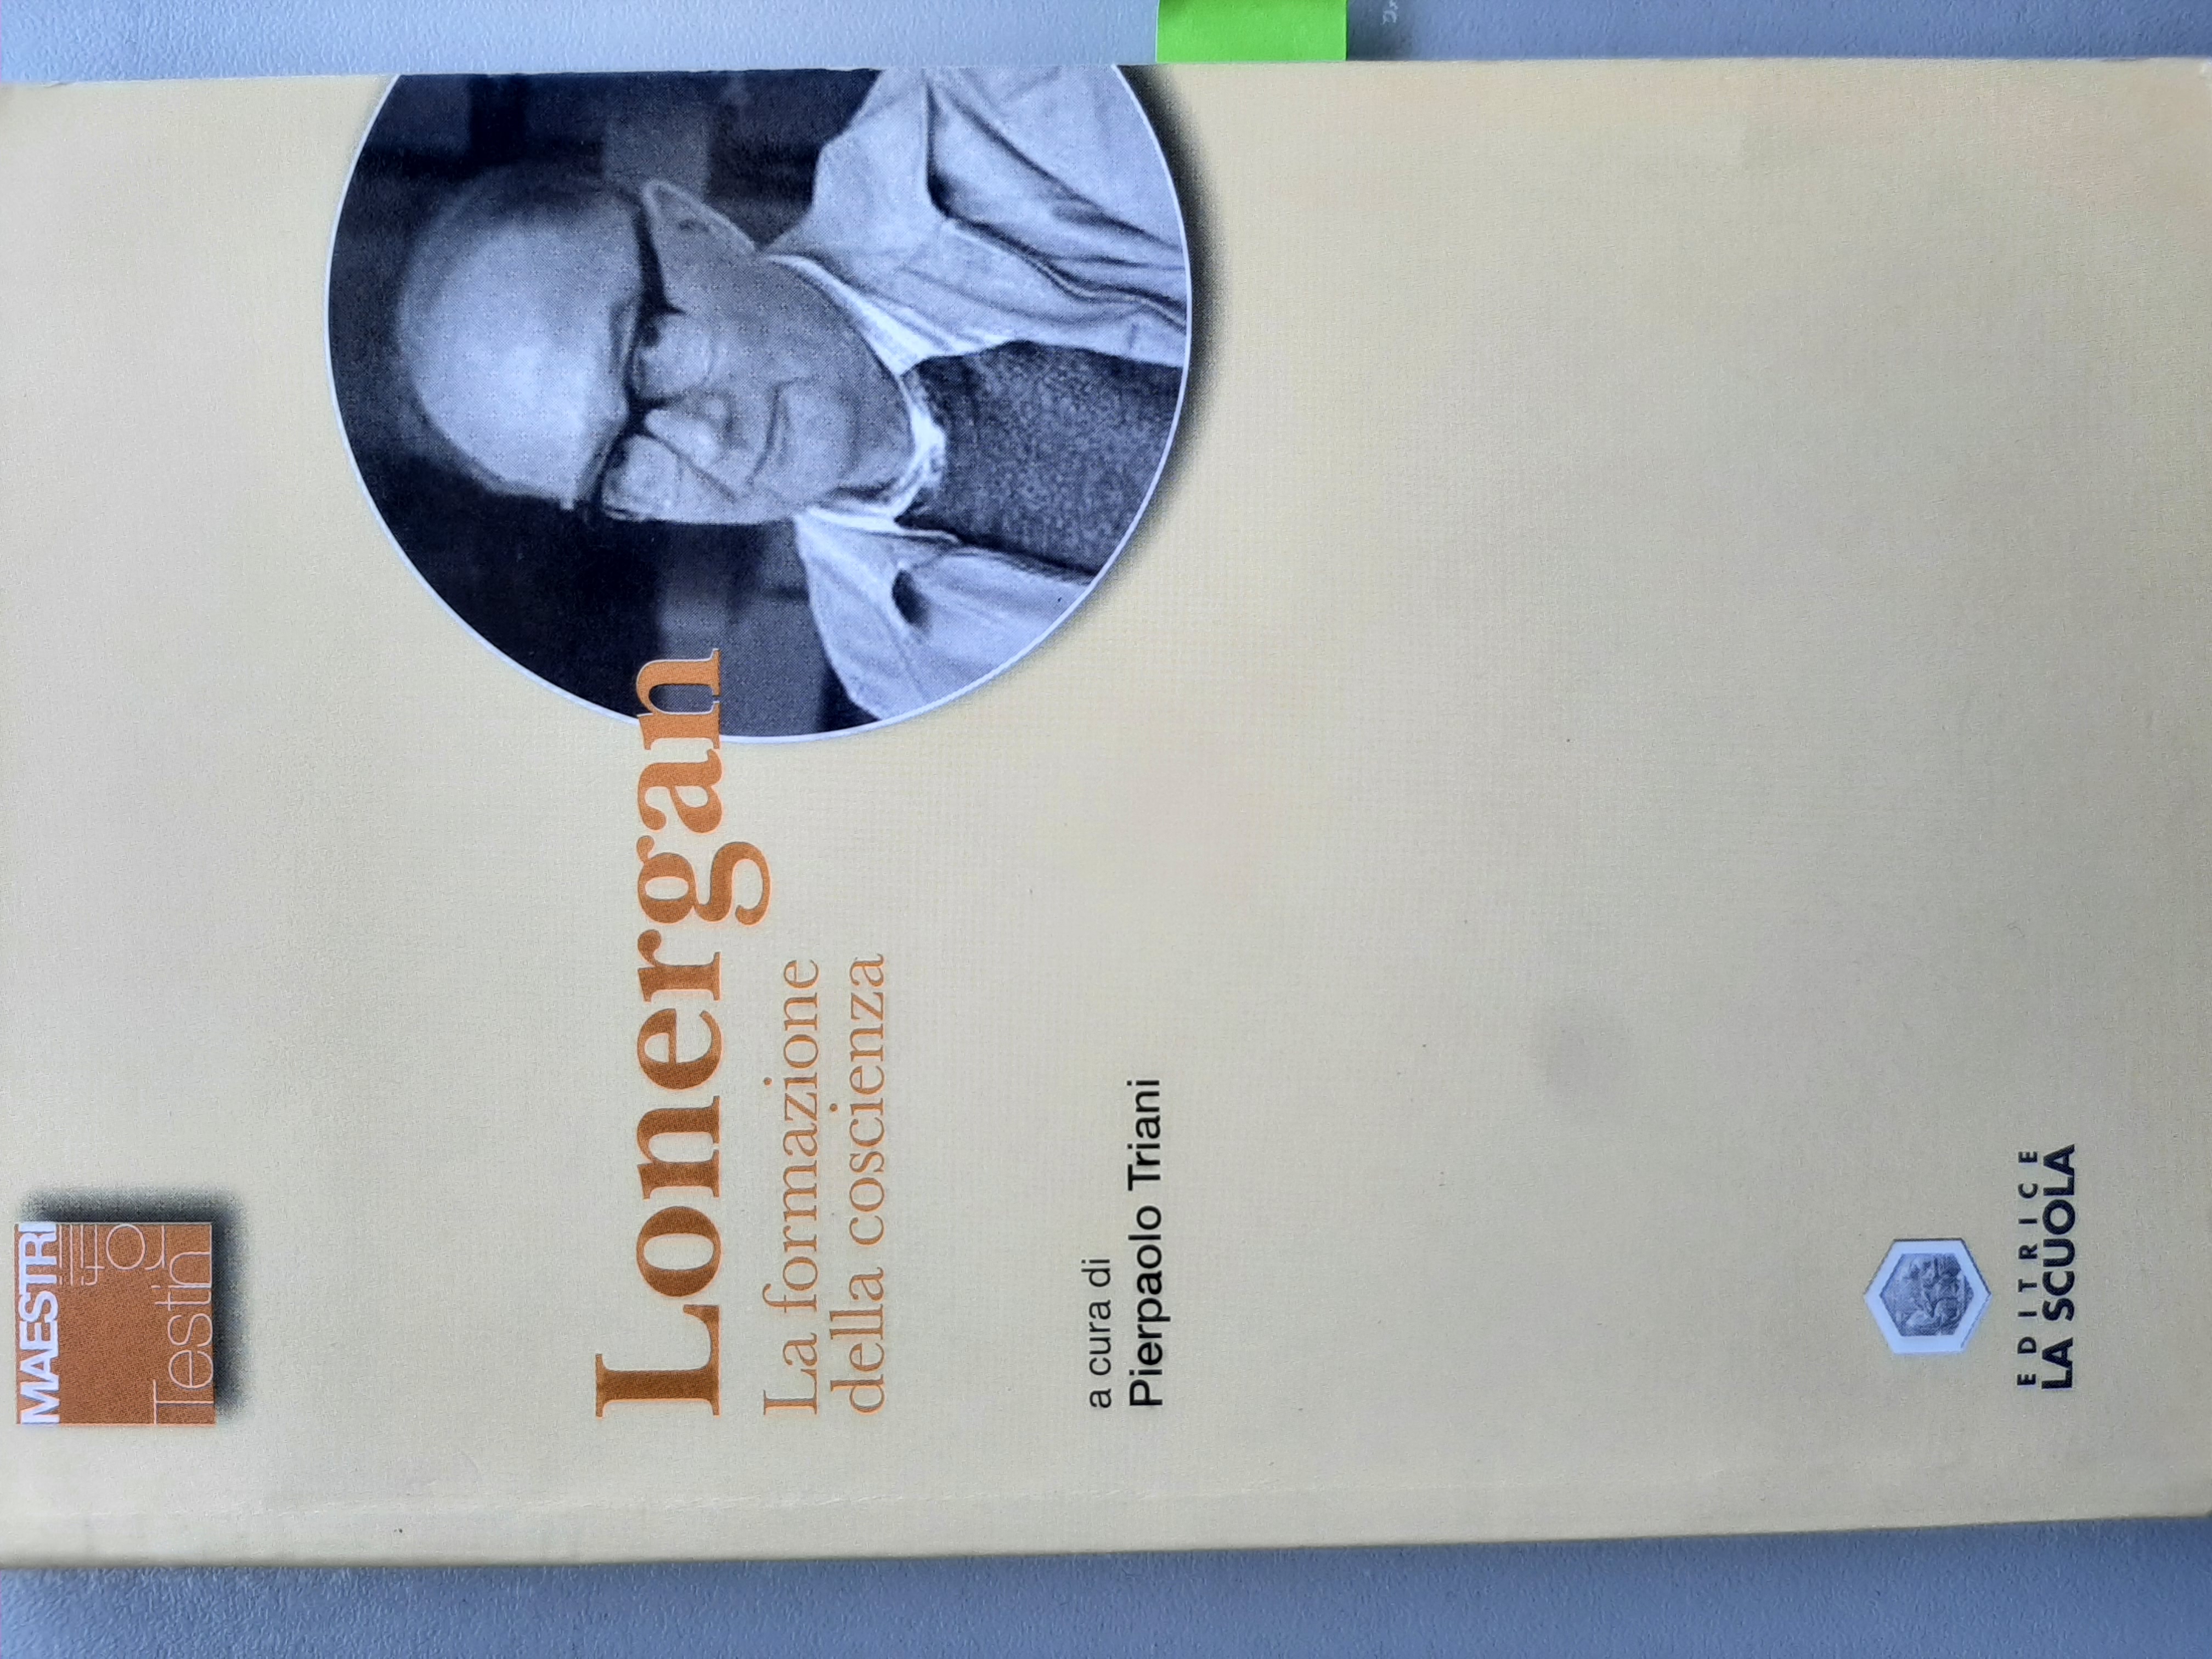 MAESTRI
Testi
Lonergan
La formazione
della coscienza
a cura di
Pierpaolo Triani
EDITRICE
LA SCUOLA